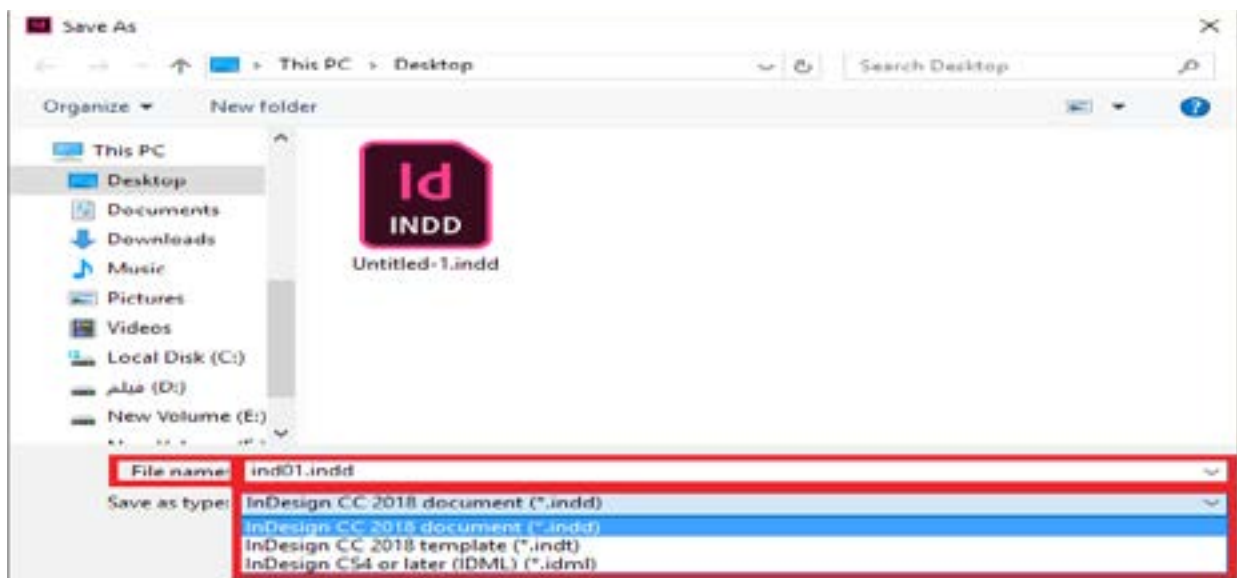 Id Save As
This PC > Desktop
Search Desktop
Organize
New folder
This PC
Desktop
Documents
Downloads
Music
Pictures
Videos
Local Disk (C:)
فیلم (D:)
New Volume (E:)
Id
INDD
Untitled-1.indd
File name: ind01.indd
Save as type: InDesign CC 2018 document (*.indd)
InDesign CC 2018 document (*.indd)
InDesign CC 2018 template (*.indt)
InDesign CS4 or later (IDML) (*.idml)